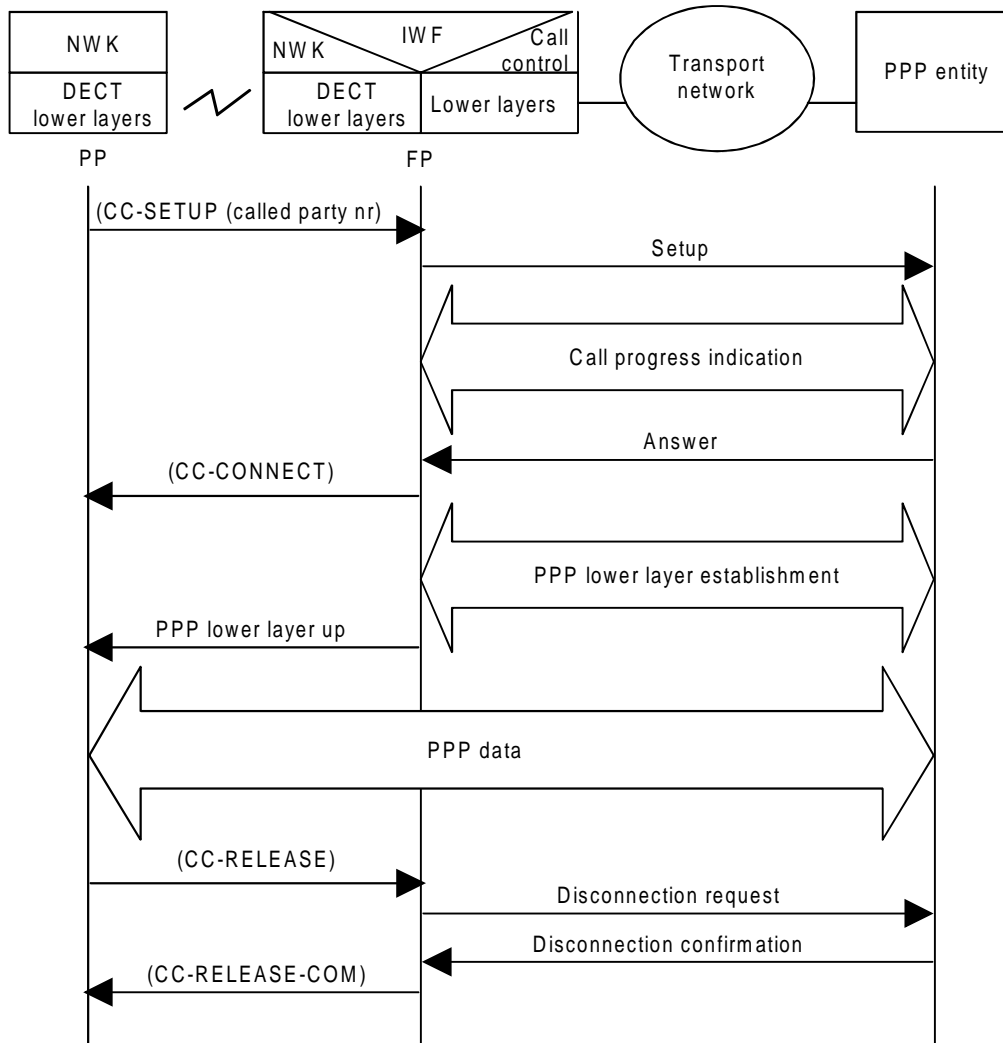 NWK
DECT
lower layers
PP
NWK
IWF
Call
control
DECT
lower layers
Lower layers
FP
Transport
network
PPP entity
(CC-SETUP (called party nr)
Setup
Call progress indication
Answer
(CC-CONNECT)
PPP lower layer establishment
PPP lower layer up
PPP data
(CC-RELEASE)
Disconnection request
Disconnection confirmation
(CC-RELEASE-COM)